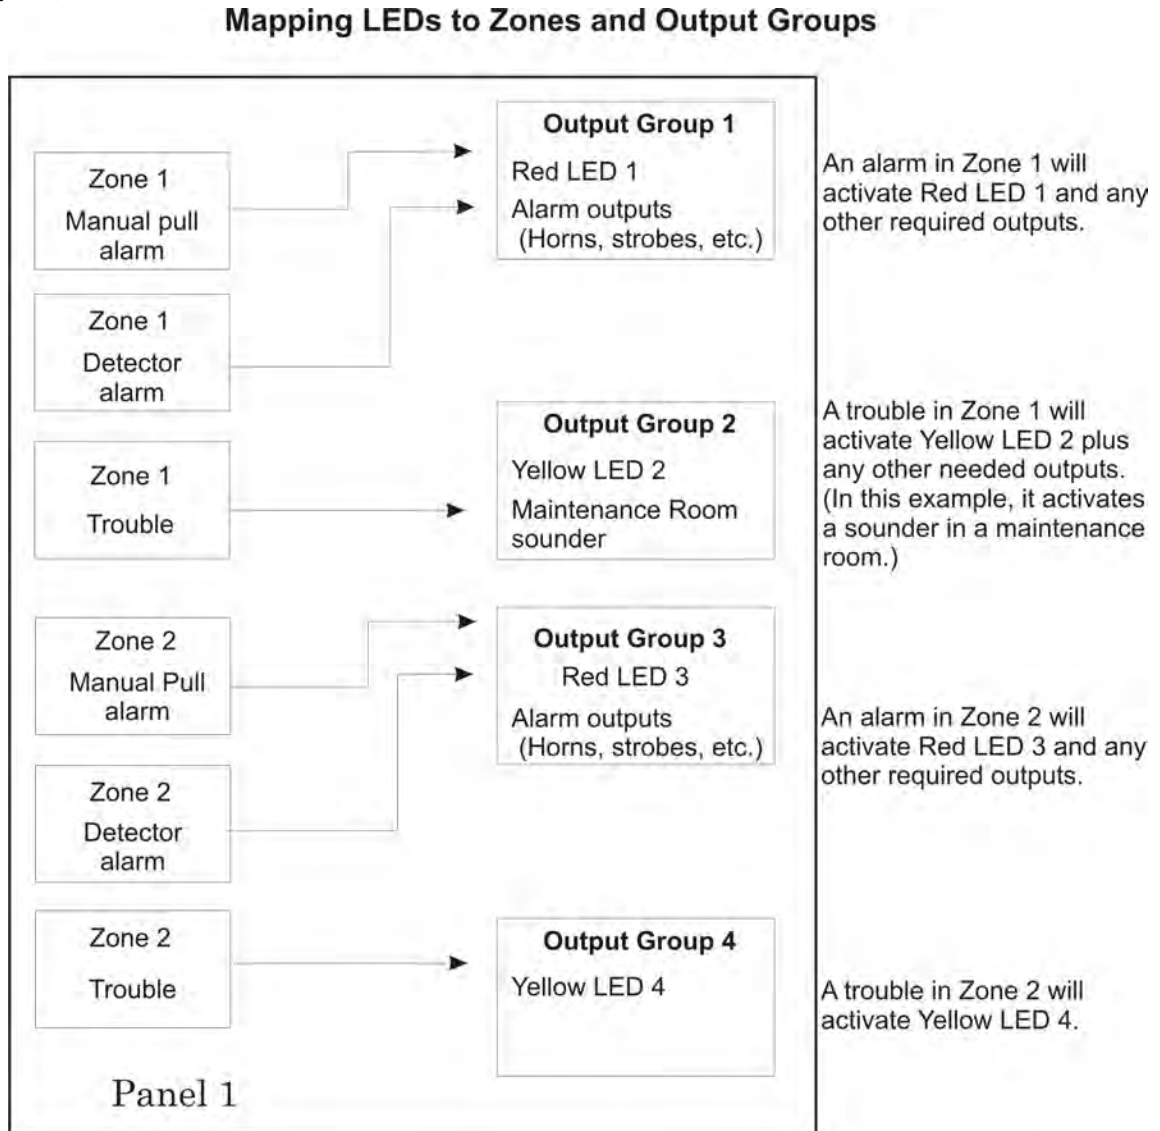 Mapping LEDs to Zones and Output Groups
Zone 1
Manual pull
alarm
Output Group 1
Red LED 1
Alarm outputs
(Horns, strobes, etc.)
An alarm in Zone 1 will
activate Red LED 1 and any
other required outputs.
Zone 1
Detector
alarm
Zone 1
Trouble
Output Group 2
Yellow LED 2
Maintenance Room
sounder
A trouble in Zone 1 will
activate Yellow LED 2 plus
any other needed outputs.
(In this example, it activates
a sounder in a maintenance
room.)
Zone 2
Manual Pull
alarm
Output Group 3
Red LED 3
Alarm outputs
(Horns, strobes, etc.)
An alarm in Zone 2 will
activate Red LED 3 and any
other required outputs.
Zone 2
Detector
alarm
Zone 2
Trouble
Output Group 4
Yellow LED 4
A trouble in Zone 2 will
activate Yellow LED 4.
Panel 1